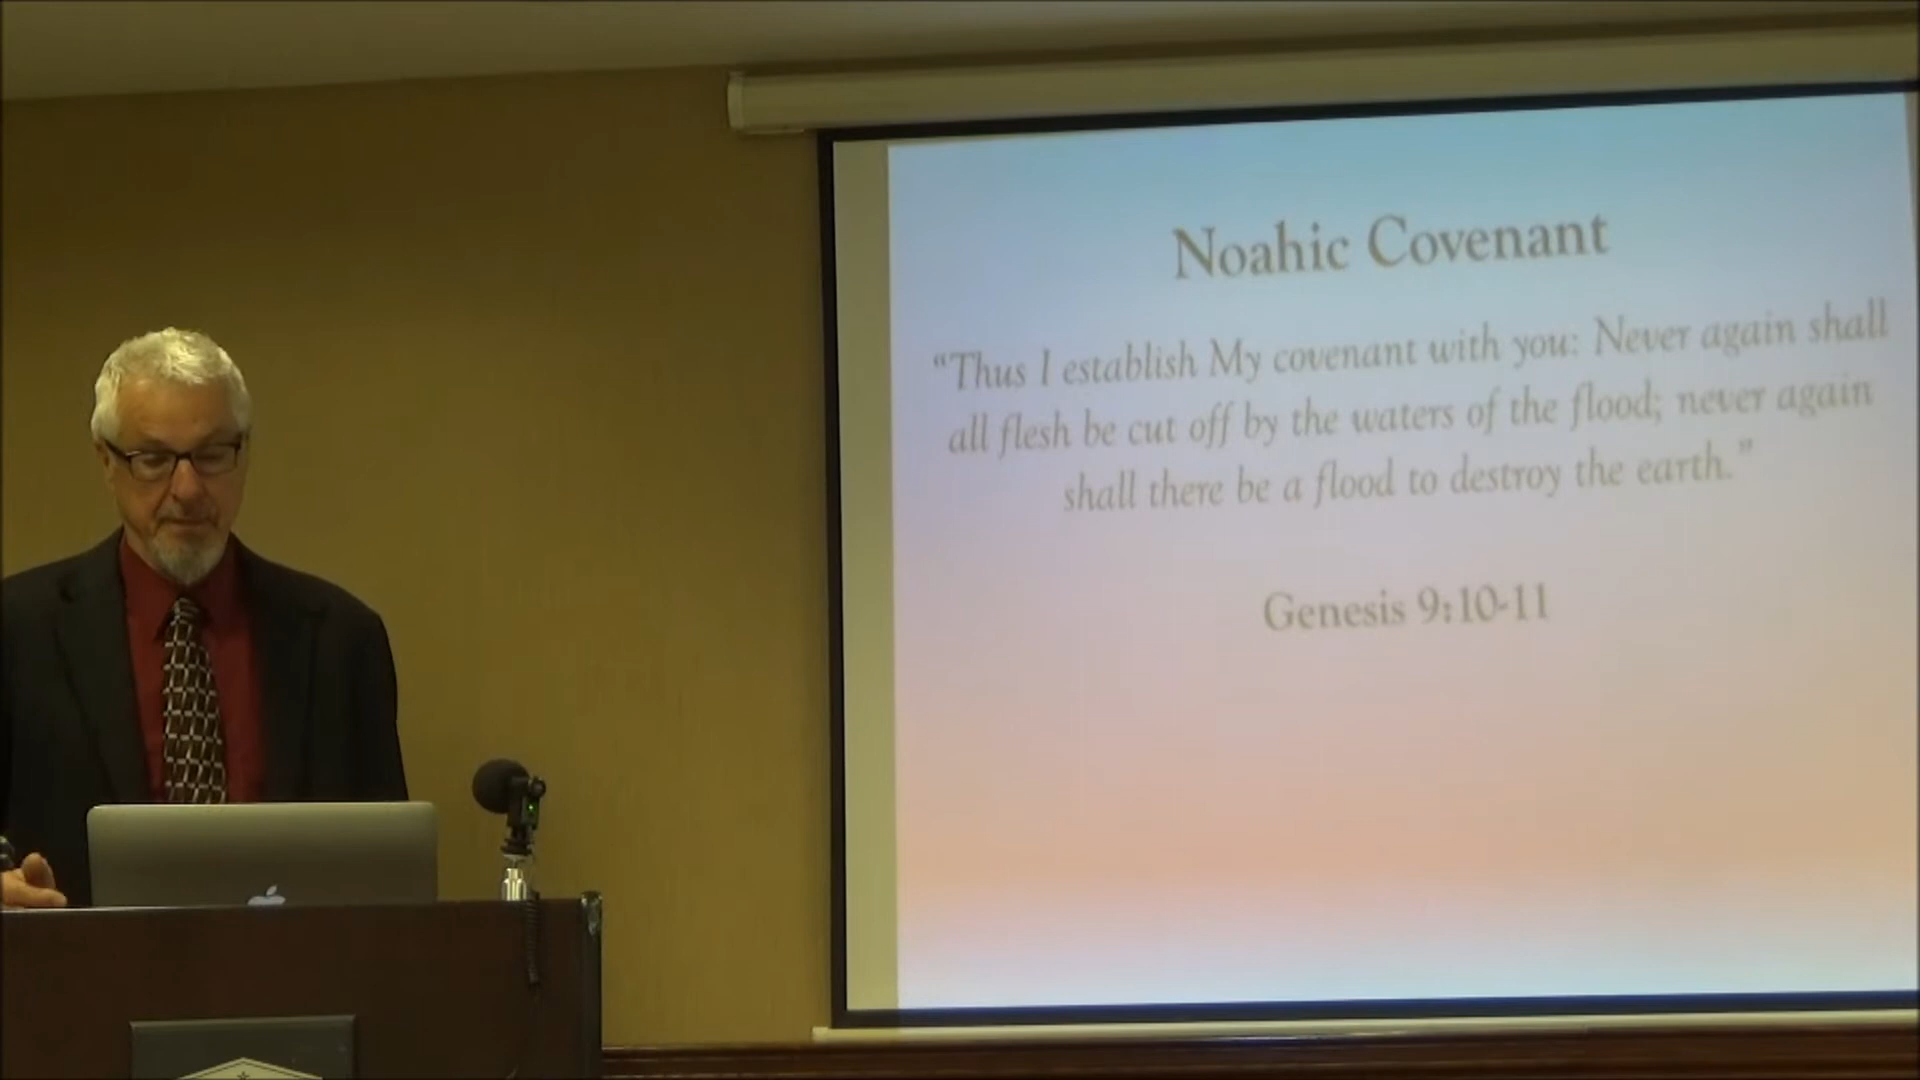 Noahic Covenant
“Thus I establish My covenant with you: Never again shall
all flesh be cut off by the waters of the flood; never again
shall there be a flood to destroy the earth.”
Genesis 9:10-11